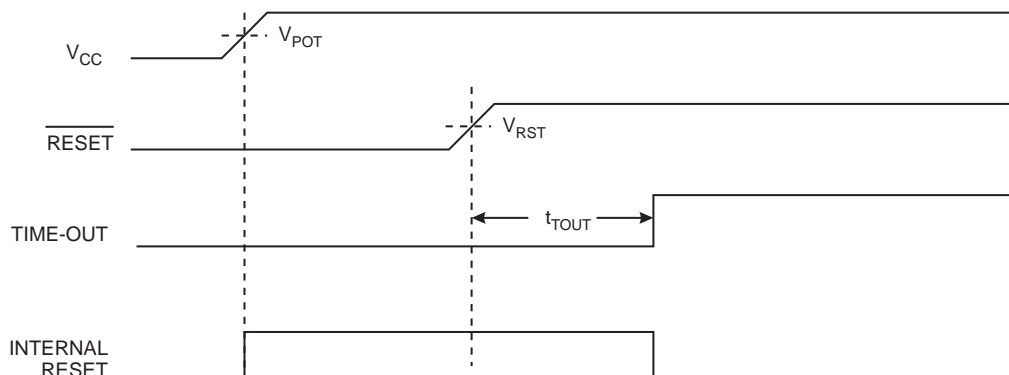 V_CC
V_POT
RESET
V_RST
TIME-OUT
t_TOUT
INTERNAL
RESET